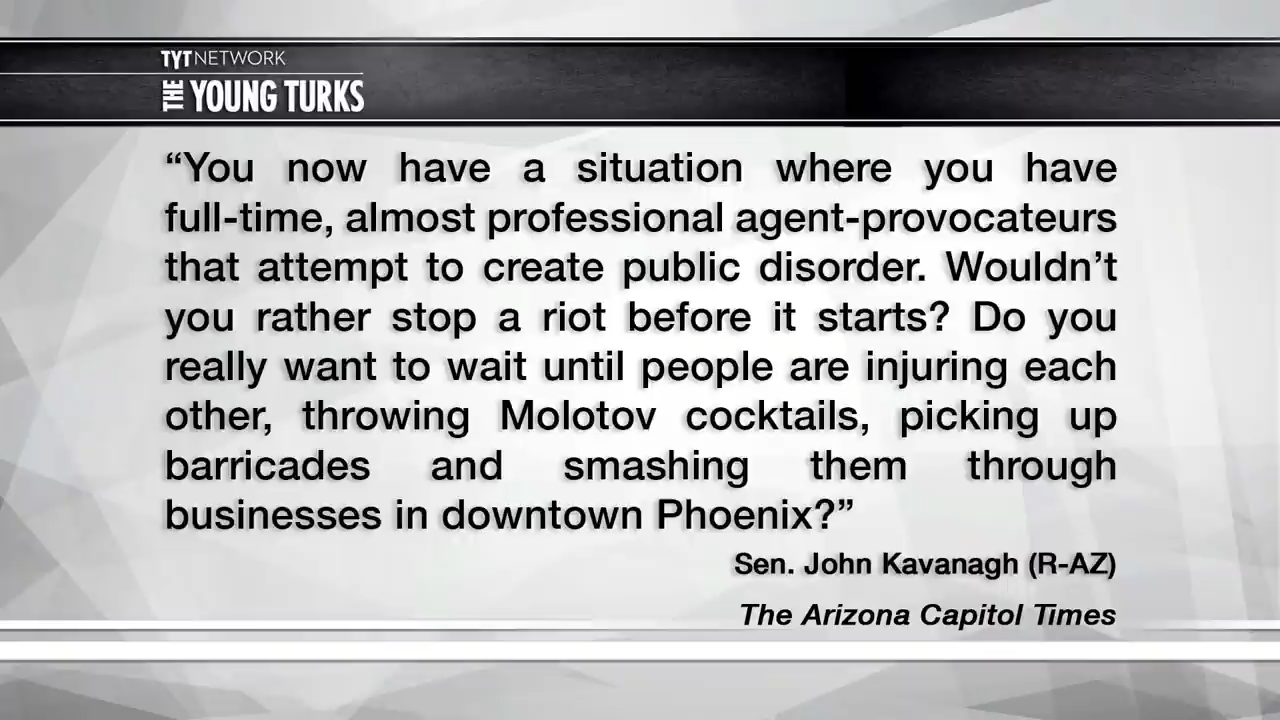 TYT NETWORK
THE YOUNG TURKS
“You now have a situation where you have
full-time, almost professional agent-provocateurs
that attempt to create public disorder. Wouldn’t
you rather stop a riot before it starts? Do you
really want to wait until people are injuring each
other, throwing Molotov cocktails, picking up
barricades and smashing them through
businesses in downtown Phoenix?”
Sen. John Kavanagh (R-AZ)
The Arizona Capitol Times